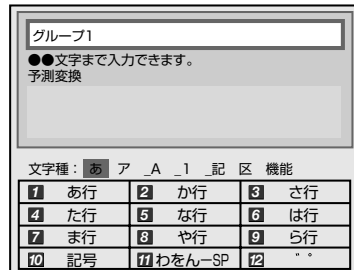 グループ1
●●文字まで入力できます。
予測変換
文字種：あ ア _A _1 _記 区 機能
1 あ行 2 か行 3 さ行
4 た行 5 な行 6 は行
7 ま行 8 や行 9 ら行
10 記号 11 わをんーSP 12 ゛゜